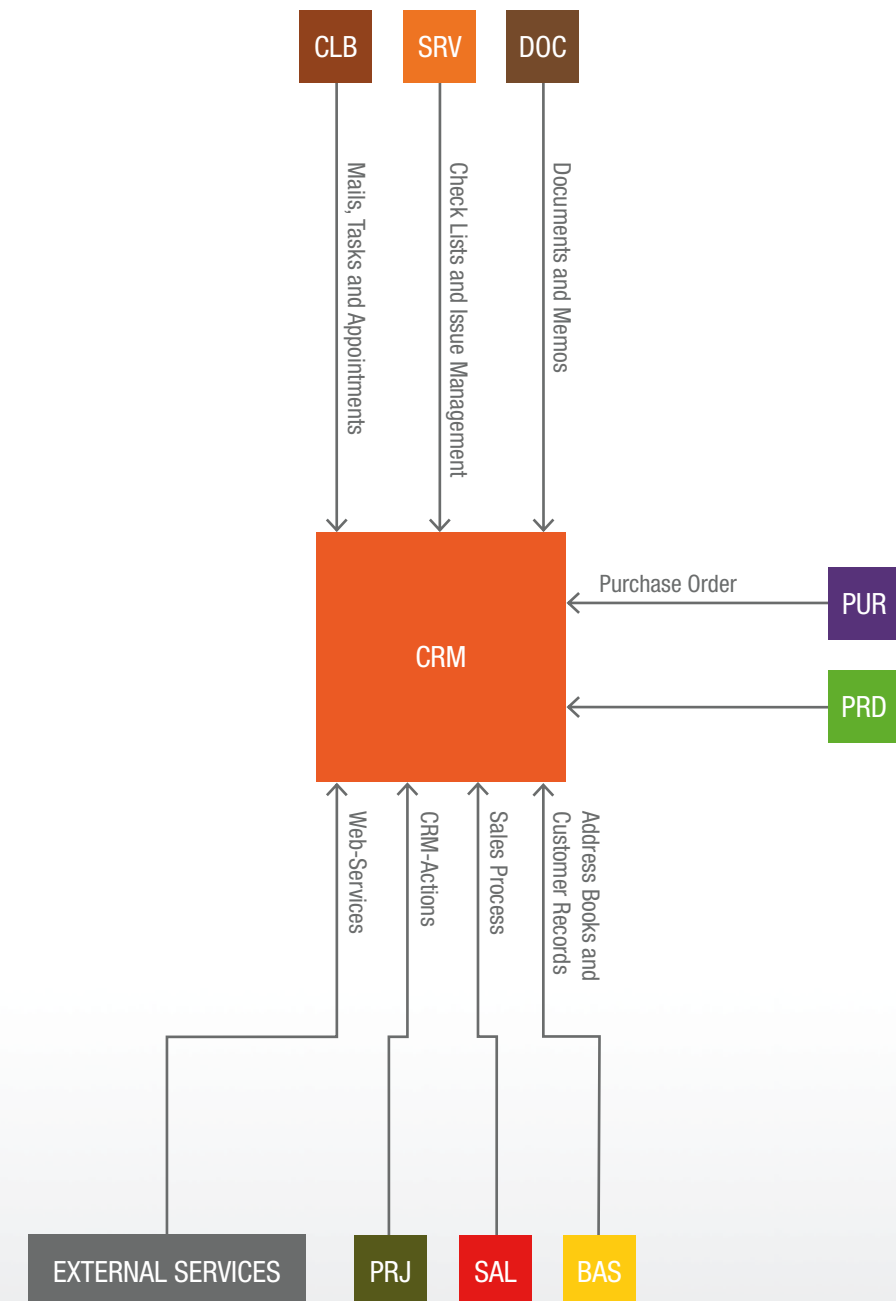 CLB
SRV
DOC
Mails, Tasks and Appointments
Check Lists and Issue Management
Documents and Memos
Purchase Order
PUR
CRM
PRD
Web-Services
CRM-Actions
Sales Process
Address Books and
Customer Records
EXTERNAL SERVICES
PRJ
SAL
BAS